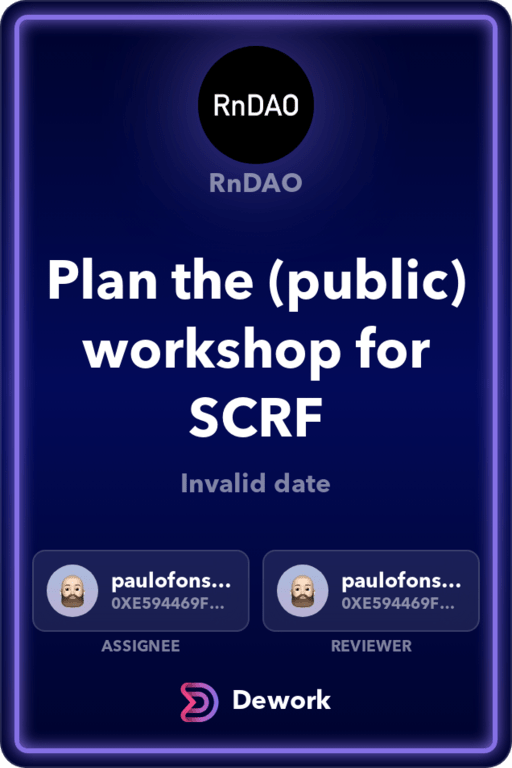 RnDAO
RnDAO
Plan the (public)
workshop for
SCRF
Invalid date
paulofons...
0XE594469F...
paulofons...
0XE594469F...
ASSIGNEE
REVIEWER
Dework